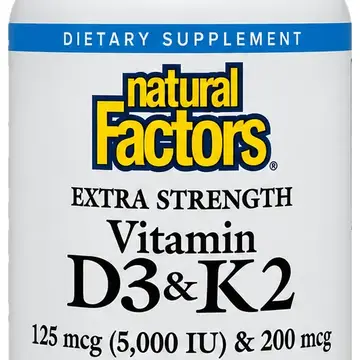 DIETARY SUPPLEMENT
natural
Factors®
EXTRA STRENGTH
Vitamin
D3&K2
125 mcg (5,000 IU) & 200 mcg